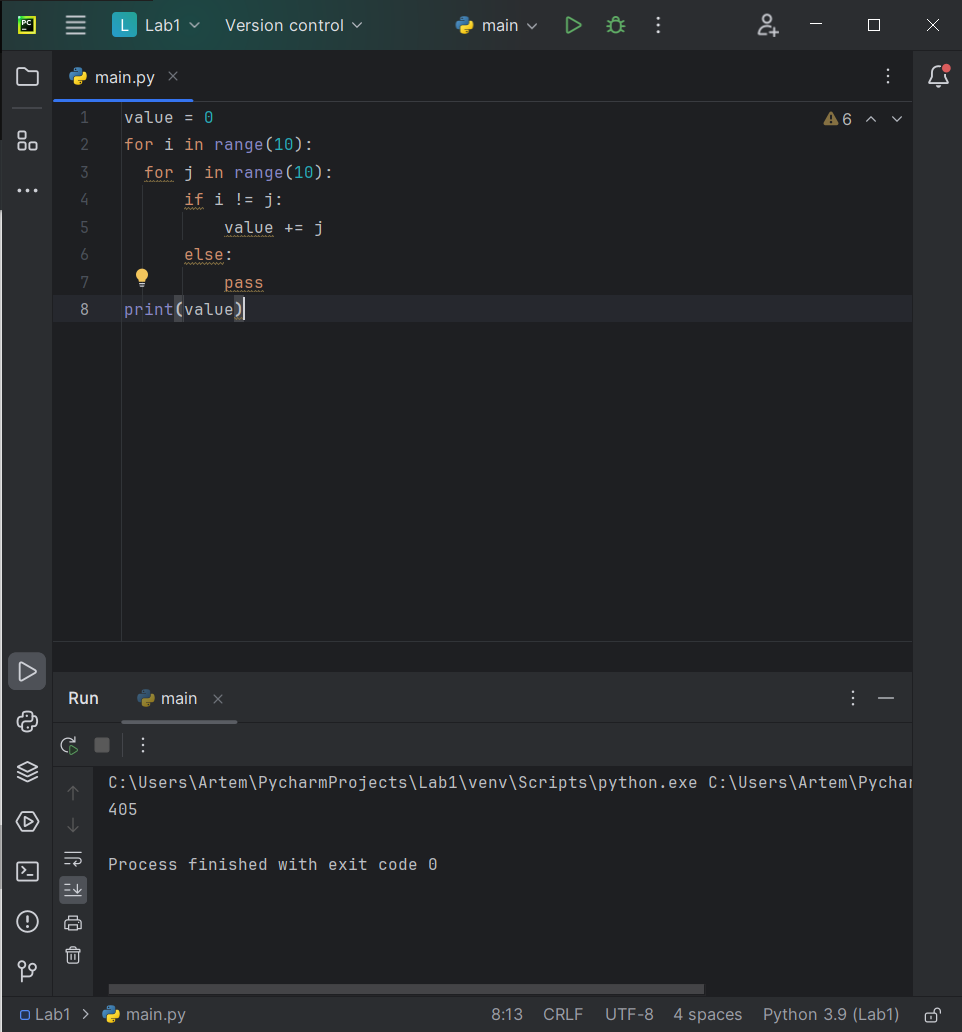 PC L Lab1 Version control main
main.py
1 value = 0 6
2 for i in range(10):
3   for j in range(10):
4       if i != j:
5           value += j
6       else:
7           pass
8 print(value)
Run main
C:\Users\Artem\PycharmProjects\Lab1\venv\Scripts\python.exe C:\Users\Artem\Pychar
405
Process finished with exit code 0
Lab1 > main.py 8:13 CRLF UTF-8 4 spaces Python 3.9 (Lab1)